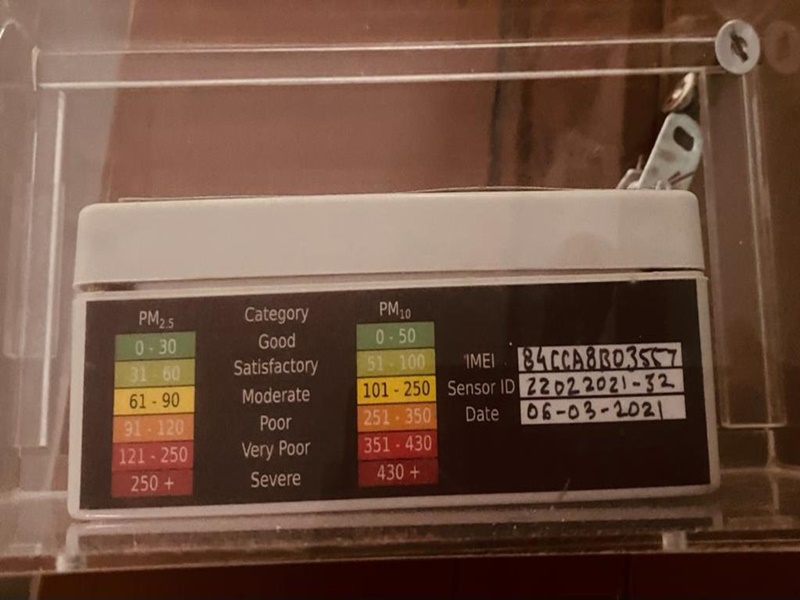 PM2.5 Category PM10
0 - 30 Good 0 - 50
31 - 60 Satisfactory 51 - 100
61 - 90 Moderate 101 - 250
91 - 120 Poor 251 - 350
121 - 250 Very Poor 351 - 430
250 + Severe 430 +
IMEI
Sensor ID 22022021-32
Date 06-03-2021